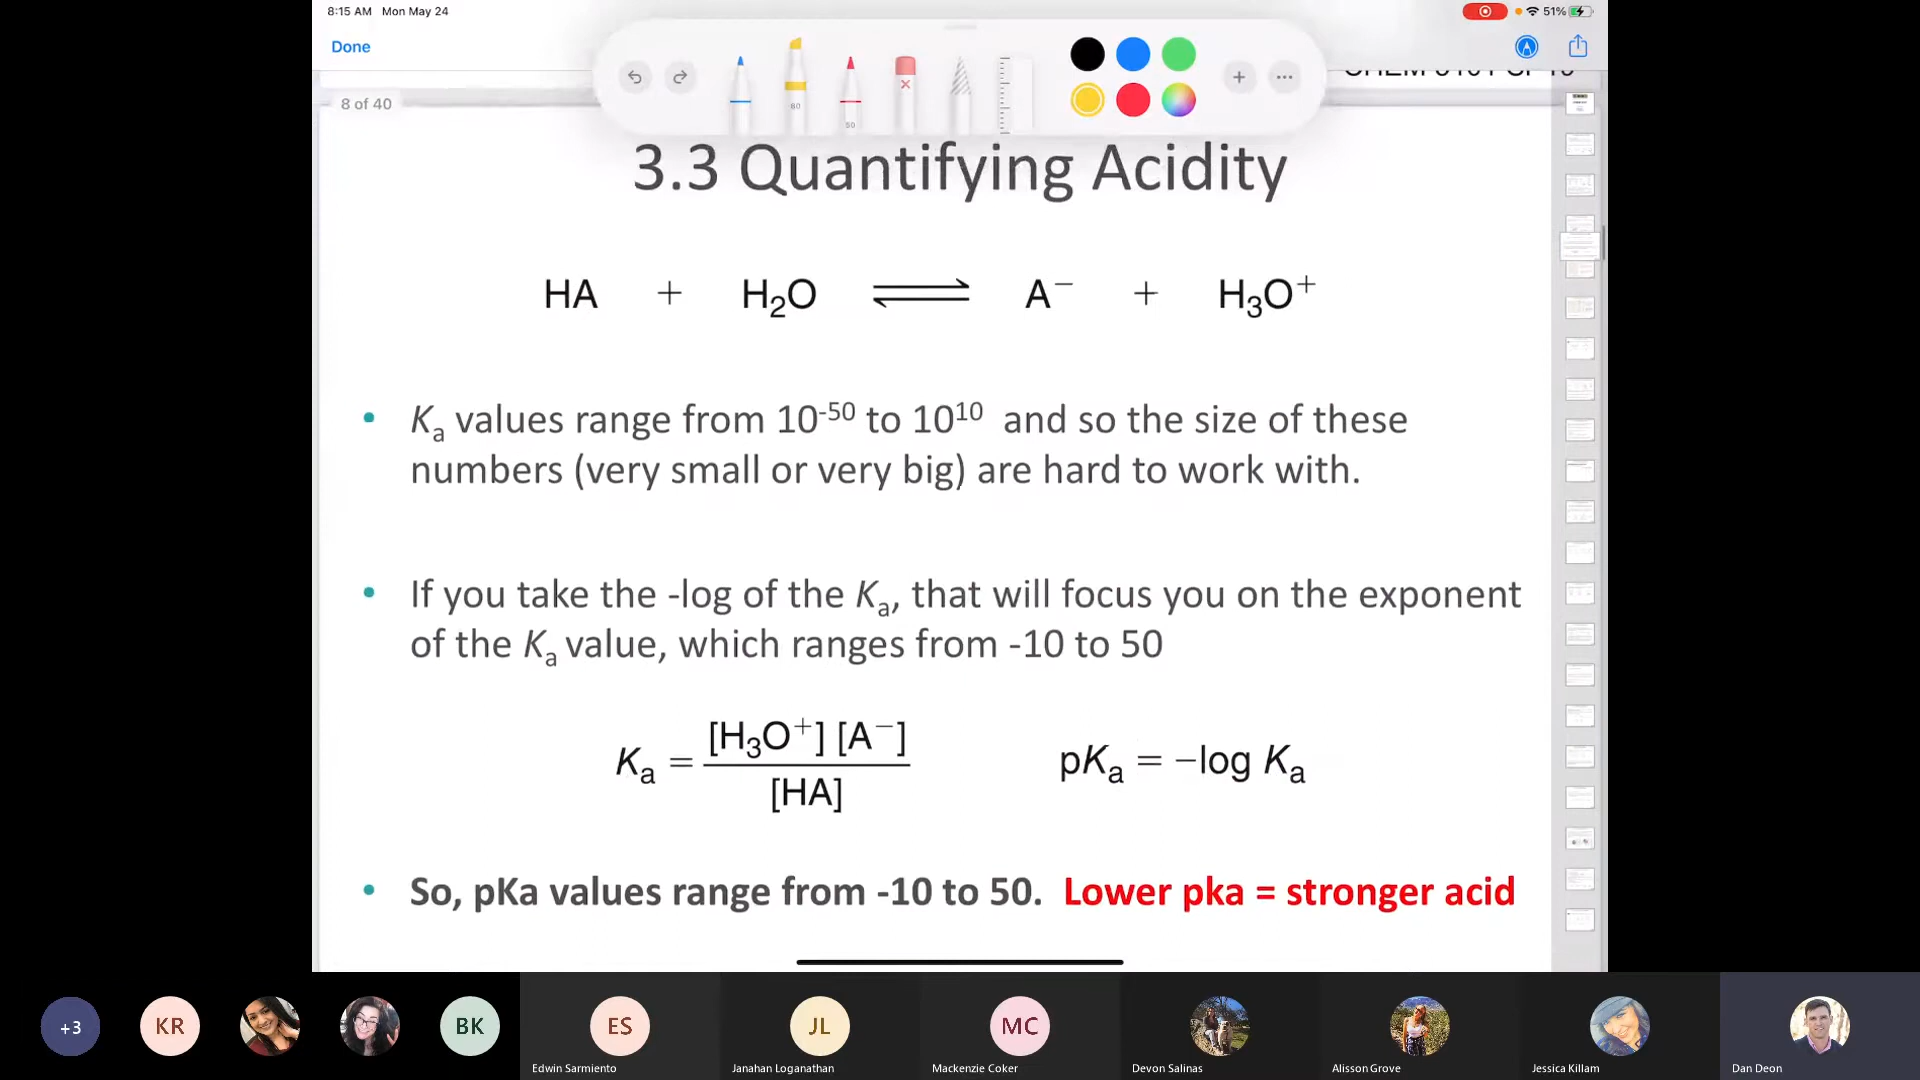 8:15 AM Mon May 24
51%
Done
80
50
8 of 40
3.3 Quantifying Acidity
HA + H₂O ⇌ A⁻ + H₃O⁺
• Kₐ values range from 10⁻⁵⁰ to 10¹⁰ and so the size of these
numbers (very small or very big) are hard to work with.
• If you take the -log of the Kₐ, that will focus you on the exponent
of the Kₐ value, which ranges from -10 to 50
Kₐ = [H₃O⁺] [A⁻] / [HA]
pKₐ = −log Kₐ
• So, pKa values range from -10 to 50. Lower pka = stronger acid
+3
KR
BK
ES
JL
MC
Edwin Sarmiento
Janahan Loganathan
Mackenzie Coker
Devon Salinas
Alisson Grove
Jessica Killam
Dan Deon